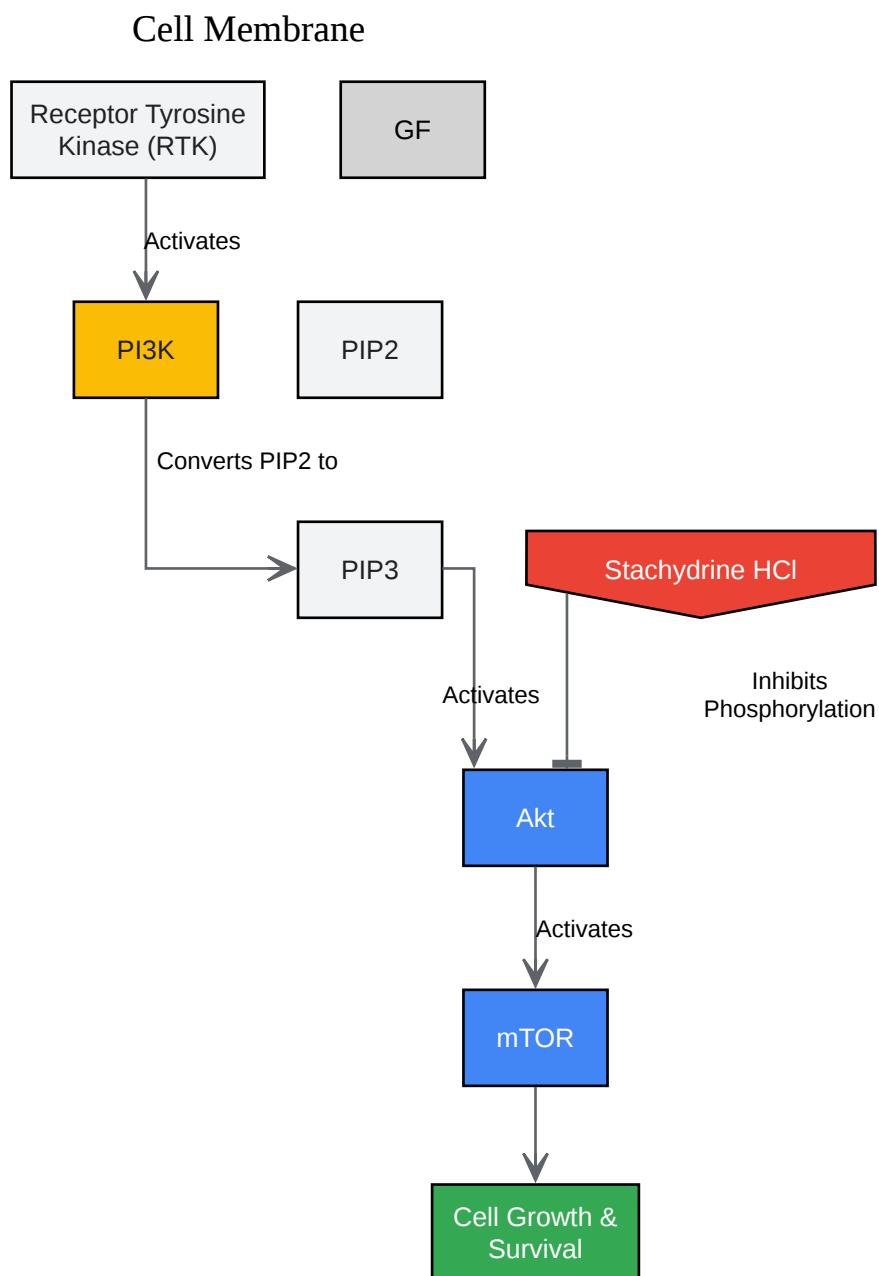 Cell Membrane
Receptor Tyrosine
Kinase (RTK)
GF
Activates
PI3K
PIP2
Converts PIP2 to
PIP3
Stachydrine HCl
Activates
Inhibits
Phosphorylation
Akt
Activates
mTOR
Cell Growth &
Survival